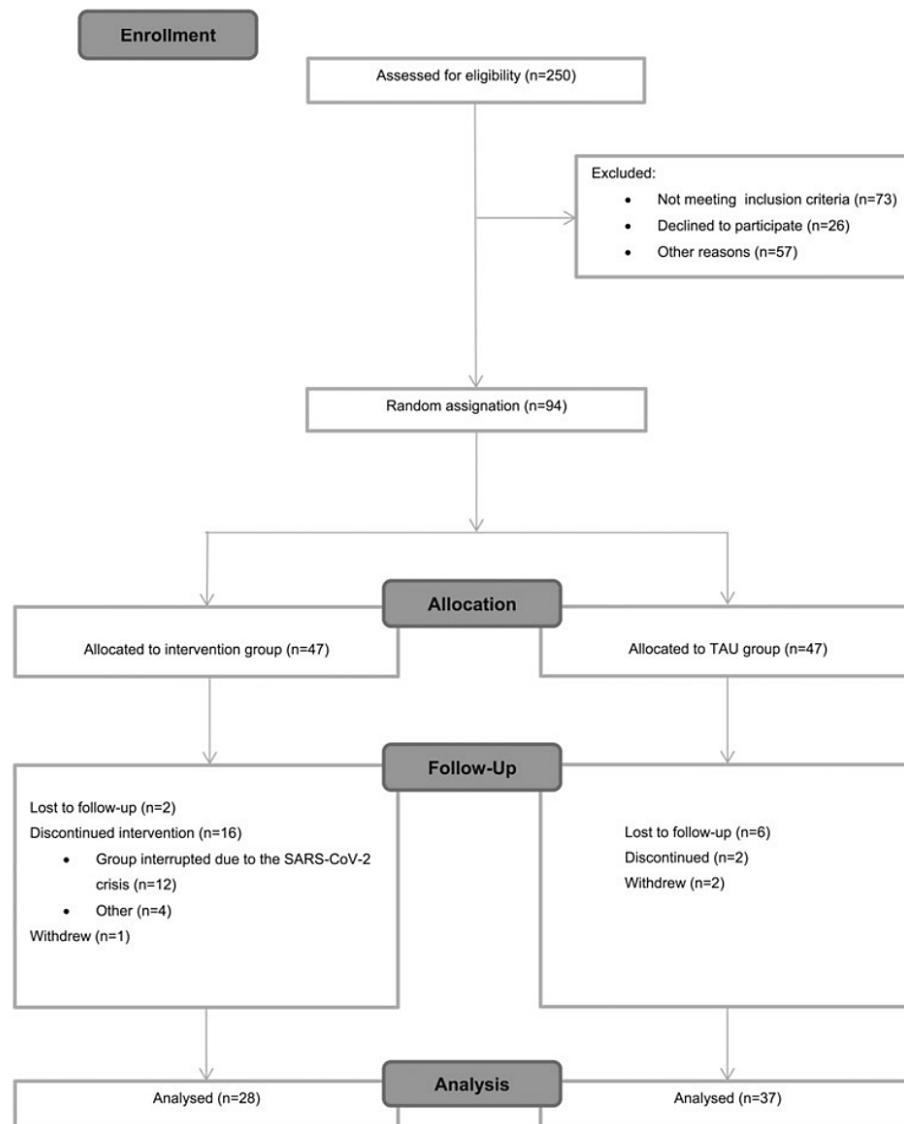 Enrollment
Assessed for eligibility (n=250)
Excluded:
• Not meeting inclusion criteria (n=73)
• Declined to participate (n=26)
• Other reasons (n=57)
Random assignation (n=94)
Allocation
Allocated to intervention group (n=47)
Allocated to TAU group (n=47)
Follow-Up
Lost to follow-up (n=2)
Discontinued intervention (n=16)
• Group interrupted due to the SARS-CoV-2
crisis (n=12)
• Other (n=4)
Withdrew (n=1)
Lost to follow-up (n=6)
Discontinued (n=2)
Withdrew (n=2)
Analysis
Analysed (n=28)
Analysed (n=37)